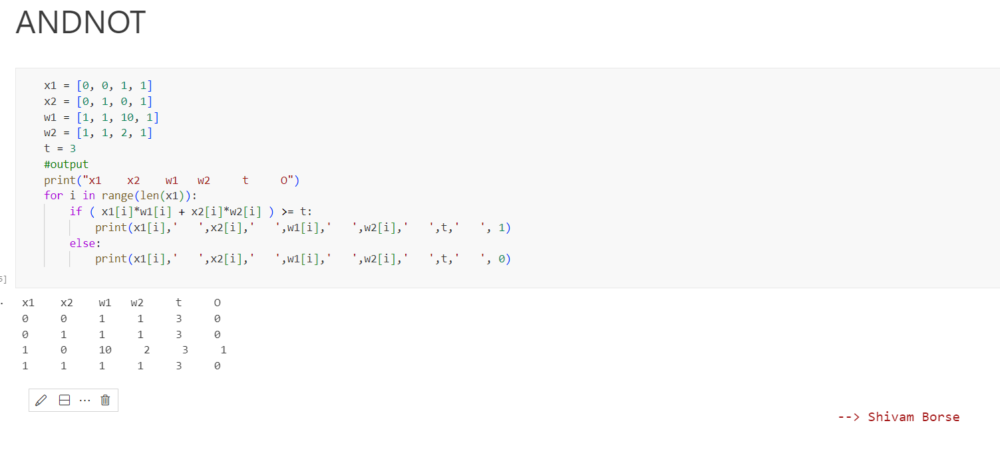 ANDNOT
x1 = [0, 0, 1, 1]
x2 = [0, 1, 0, 1]
w1 = [1, 1, 10, 1]
w2 = [1, 1, 2, 1]
t = 3
#output
print("x1    x2    w1   w2     t     O")
for i in range(len(x1)):
    if ( x1[i]*w1[i] + x2[i]*w2[i] ) >= t:
        print(x1[i],'   ',x2[i],'   ',w1[i],'   ',w2[i],'   ',t,'   ', 1)
    else:
        print(x1[i],'   ',x2[i],'   ',w1[i],'   ',w2[i],'   ',t,'   ', 0)
5]
x1    x2    w1   w2     t     O
0     0     1     1     3     0
0     1     1     1     3     0
1     0     10     2     3     1
1     1     1     1     3     0
--> Shivam Borse